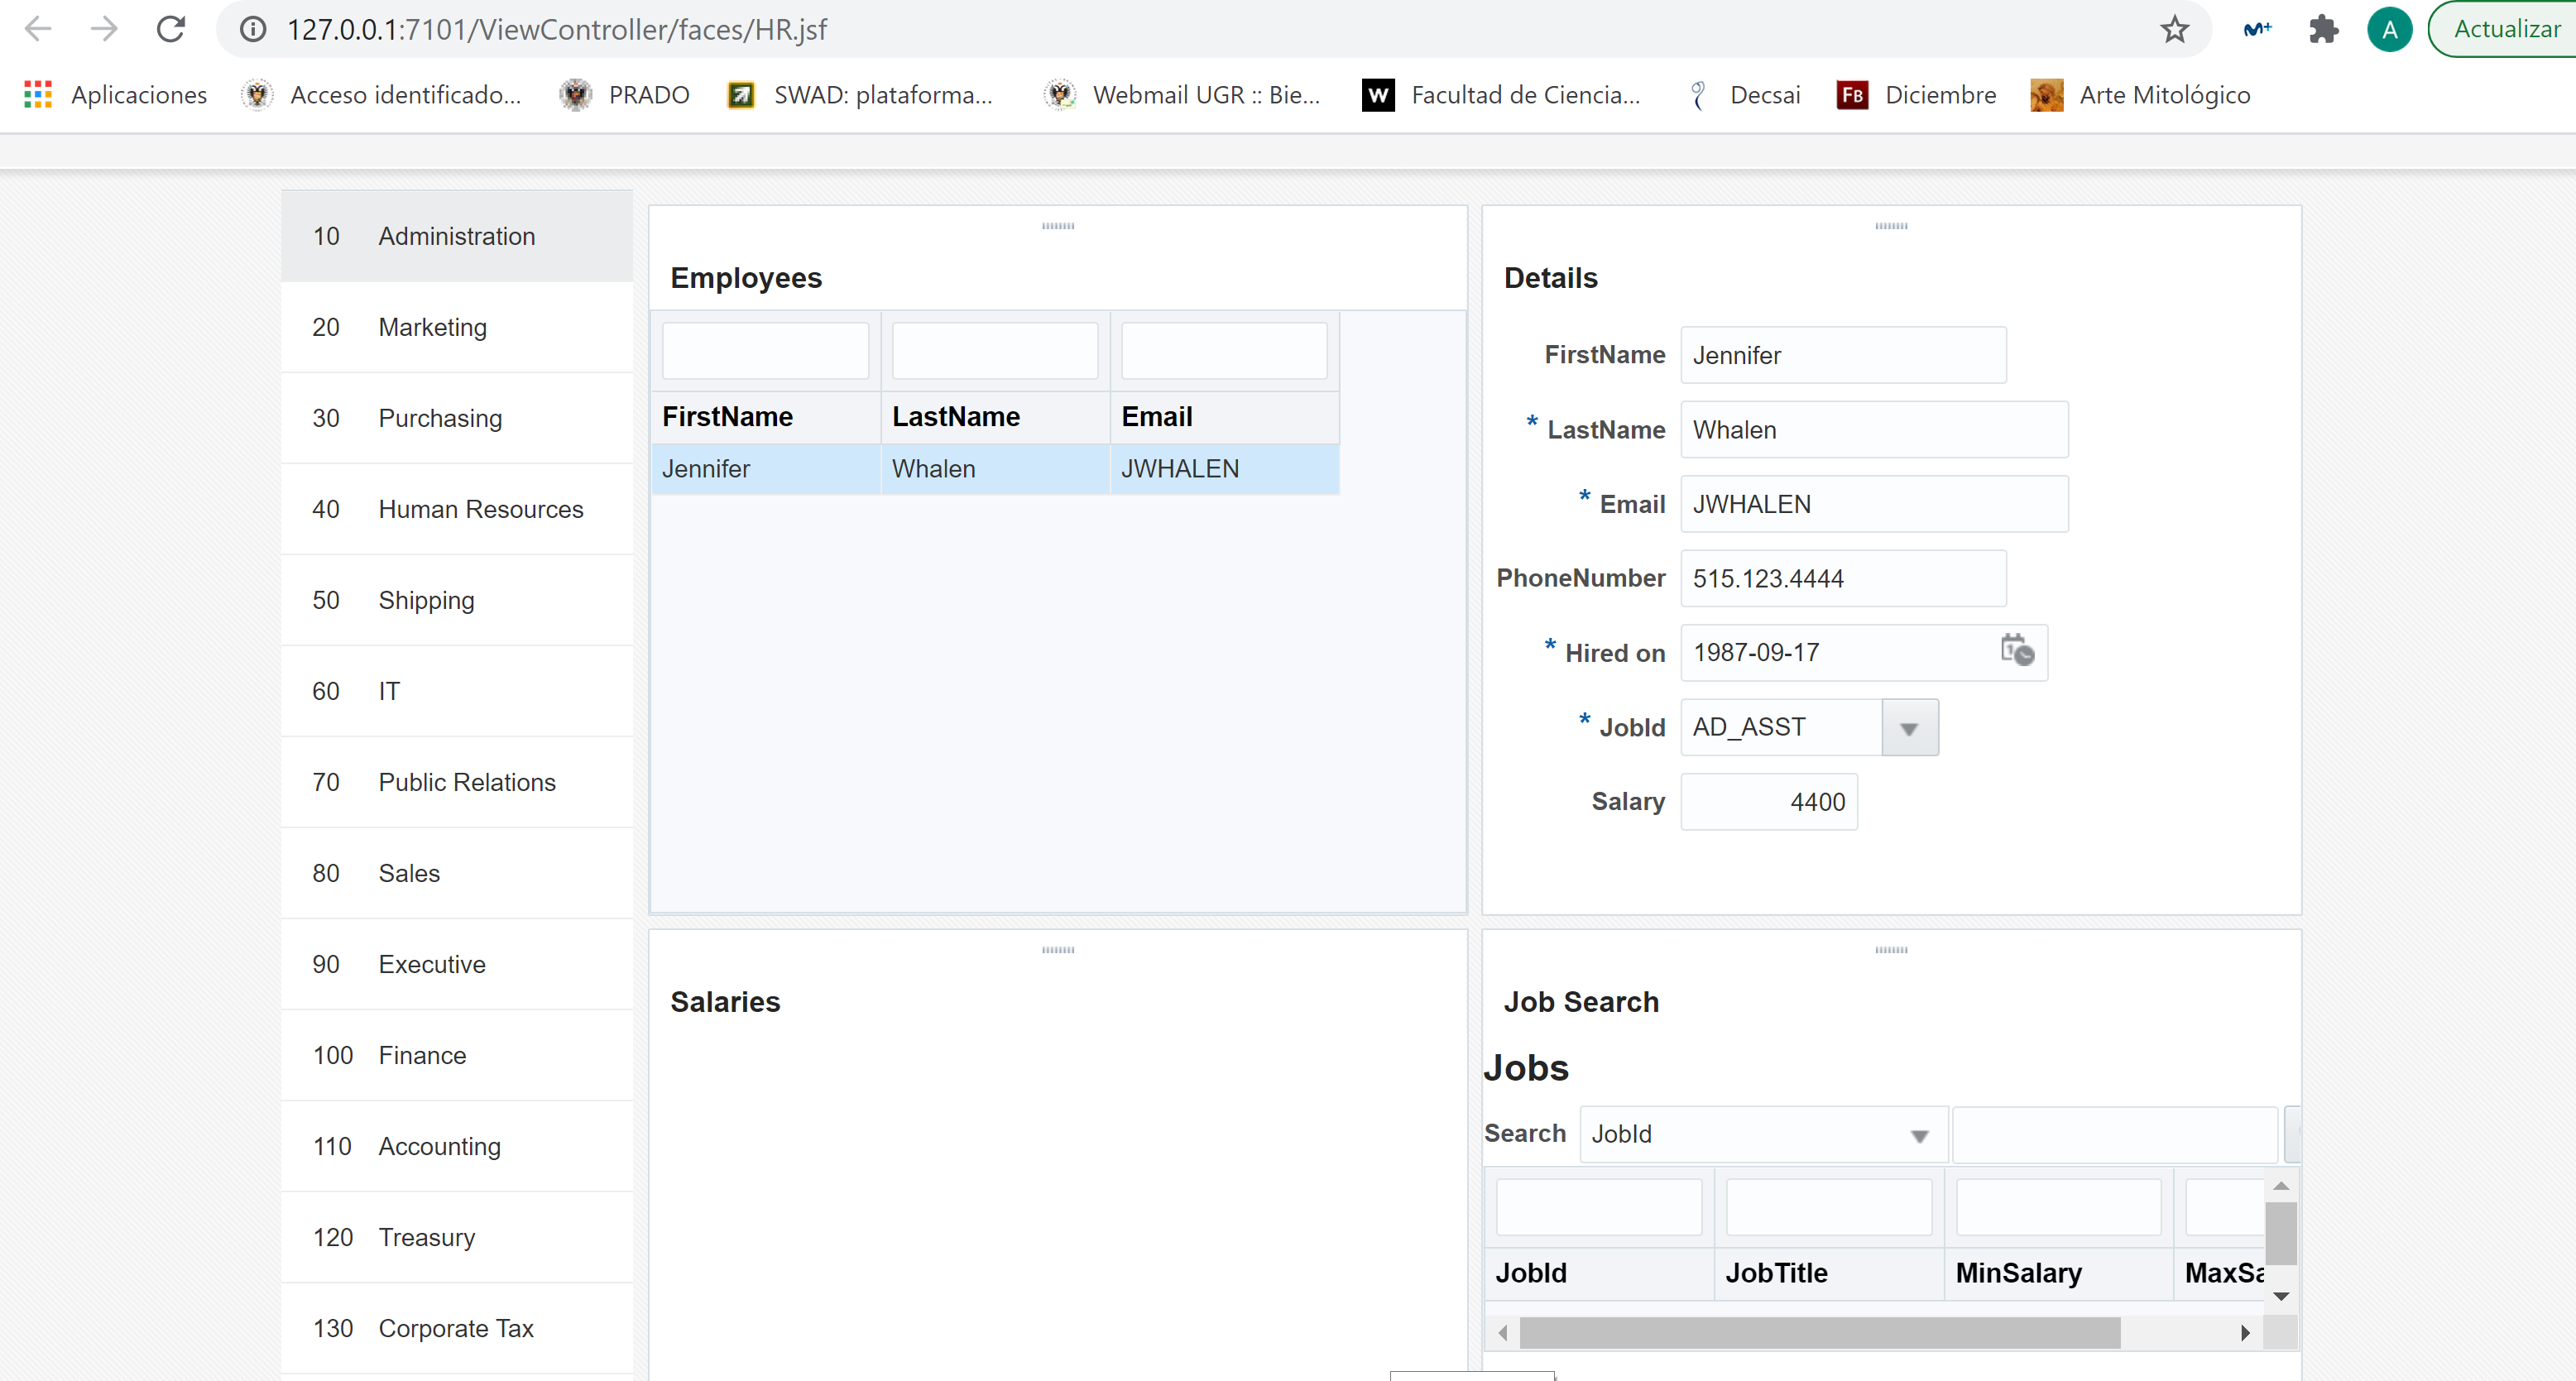 127.0.0.1:7101/ViewController/faces/HR.jsf
A
Actualizar
Aplicaciones
Acceso identificado...
PRADO
SWAD: plataforma...
Webmail UGR :: Bie...
W
Facultad de Ciencia...
Decsai
FB
Diciembre
Arte Mitológico
10 Administration
20 Marketing
30 Purchasing
40 Human Resources
50 Shipping
60 IT
70 Public Relations
80 Sales
90 Executive
100 Finance
110 Accounting
120 Treasury
130 Corporate Tax
Employees
FirstName LastName Email
Jennifer Whalen JWHALEN
Details
FirstName Jennifer
* LastName Whalen
* Email JWHALEN
PhoneNumber 515.123.4444
* Hired on 1987-09-17
* JobId AD_ASST
Salary 4400
Salaries
Job Search
Jobs
Search JobId
JobId JobTitle MinSalary MaxSa